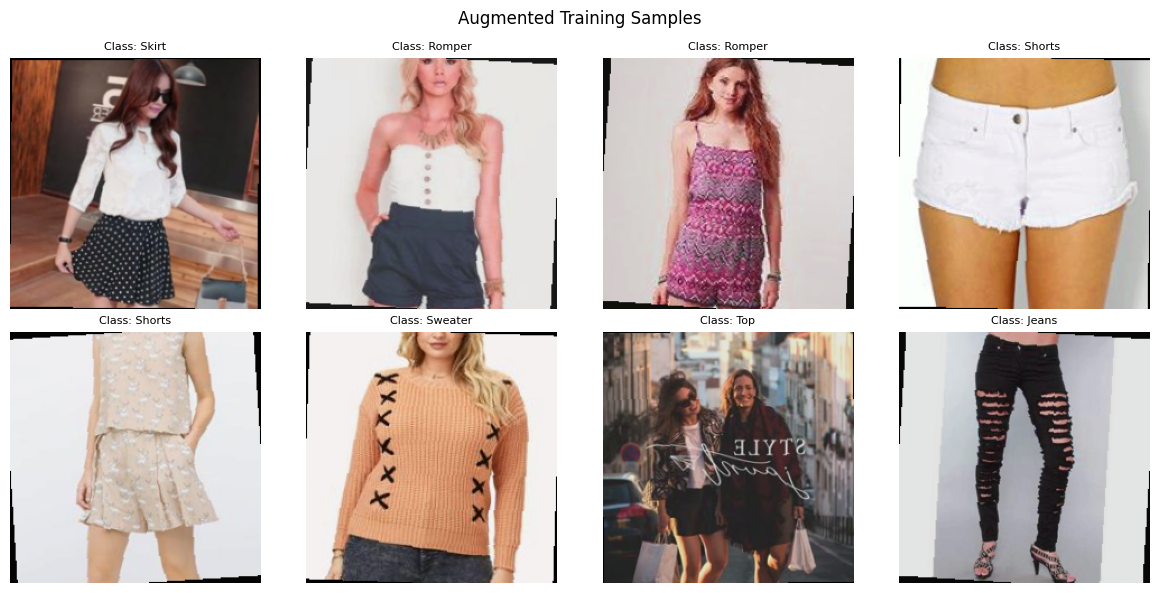 Augmented Training Samples
Class: Skirt
Class: Romper
Class: Romper
Class: Shorts
Class: Shorts
Class: Sweater
Class: Top
Class: Jeans
STYLE